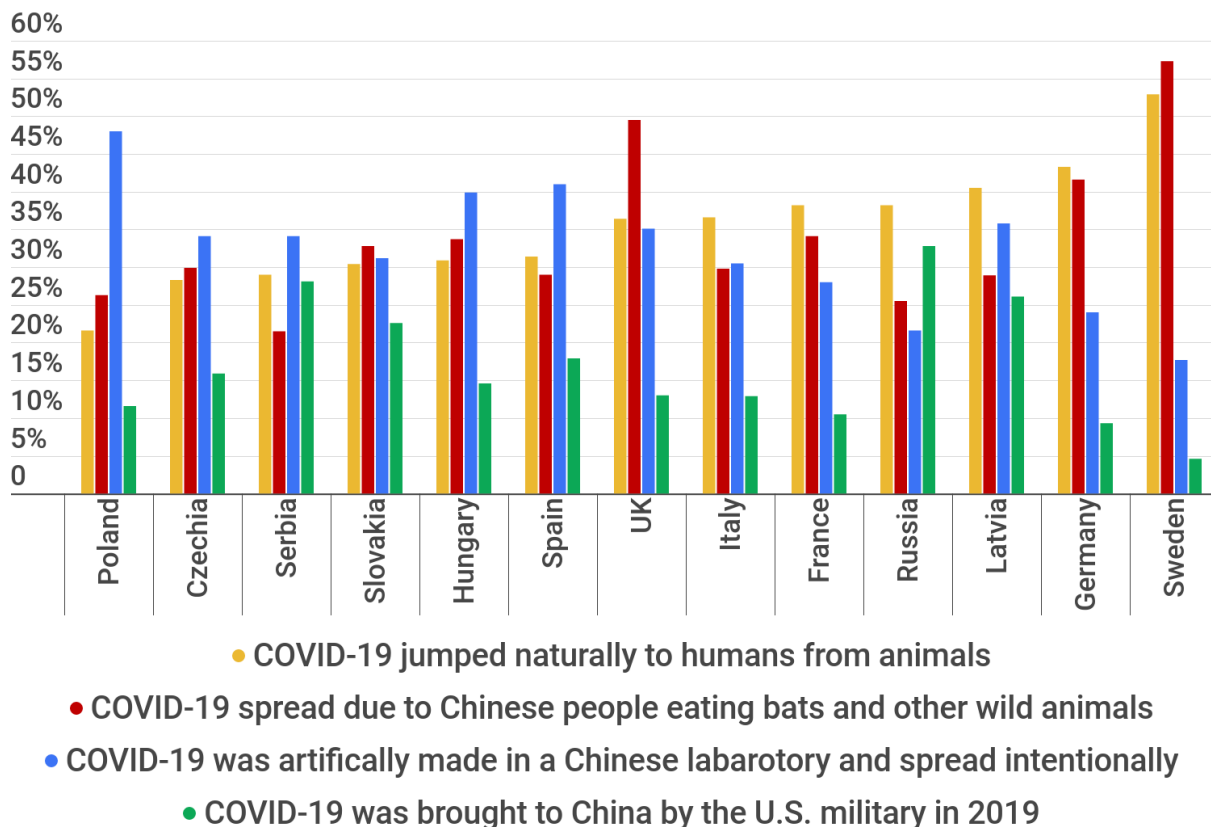 60%
55%
50%
45%
40%
35%
30%
25%
20%
15%
10%
5%
0
Poland
Czechia
Serbia
Slovakia
Hungary
Spain
UK
Italy
France
Russia
Latvia
Germany
Sweden
COVID-19 jumped naturally to humans from animals
COVID-19 spread due to Chinese people eating bats and other wild animals
COVID-19 was artifically made in a Chinese labarotory and spread intentionally
COVID-19 was brought to China by the U.S. military in 2019